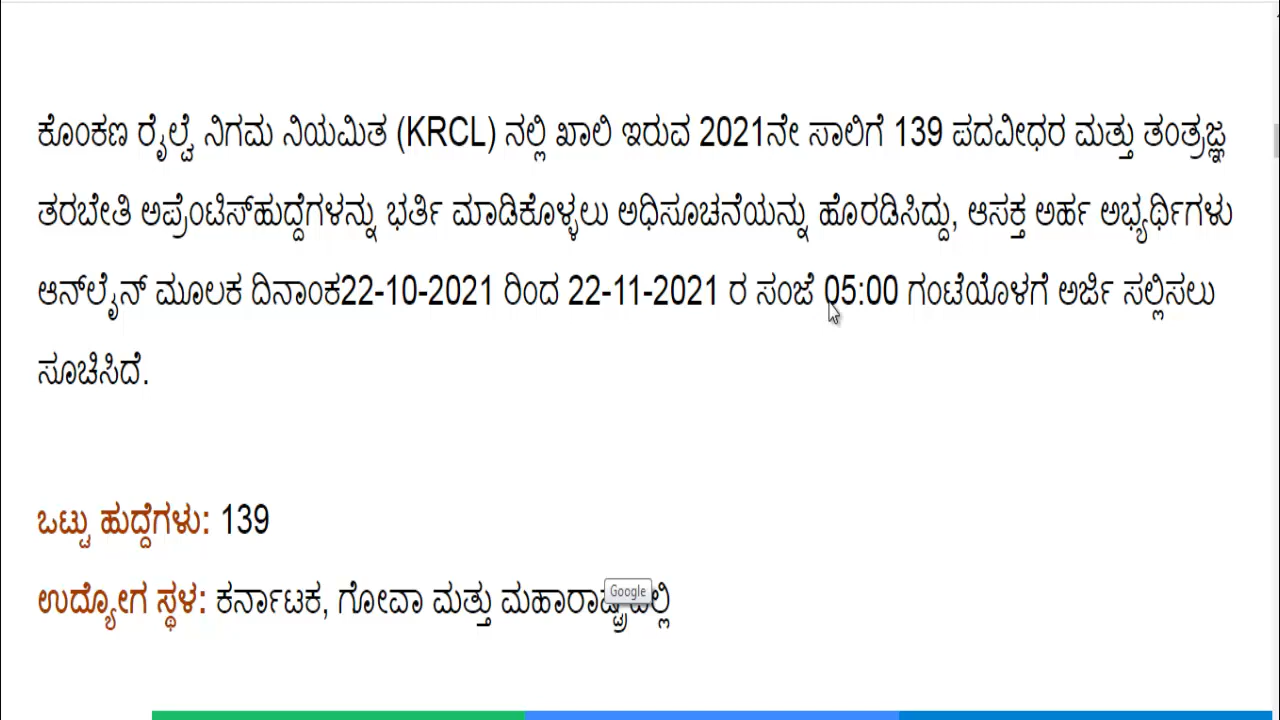 ಕೊಂಕಣ ರೈಲ್ವೆ ನಿಗಮ ನಿಯಮಿತ (KRCL) ನಲ್ಲಿ ಖಾಲಿ ಇರುವ 2021ನೇ ಸಾಲಿಗೆ 139 ಪದವೀಧರ ಮತ್ತು ತಂತ್ರಜ್ಞ
ತರಬೇತಿ ಅಪ್ರೆಂಟಿಸ್‌ಹುದ್ದೆಗಳನ್ನು ಭರ್ತಿ ಮಾಡಿಕೊಳ್ಳಲು ಅಧಿಸೂಚನೆಯನ್ನು ಹೊರಡಿಸಿದ್ದು, ಆಸಕ್ತ ಅರ್ಹ ಅಭ್ಯರ್ಥಿಗಳು
ಆನ್‌ಲೈನ್ ಮೂಲಕ ದಿನಾಂಕ22-10-2021 ರಿಂದ 22-11-2021 ರ ಸಂಜೆ 05:00 ಗಂಟೆಯೊಳಗೆ ಅರ್ಜಿ ಸಲ್ಲಿಸಲು
ಸೂಚಿಸಿದೆ.
ಒಟ್ಟು ಹುದ್ದೆಗಳು: 139
ಉದ್ಯೋಗ ಸ್ಥಳ: ಕರ್ನಾಟಕ, ಗೋವಾ ಮತ್ತು
Google